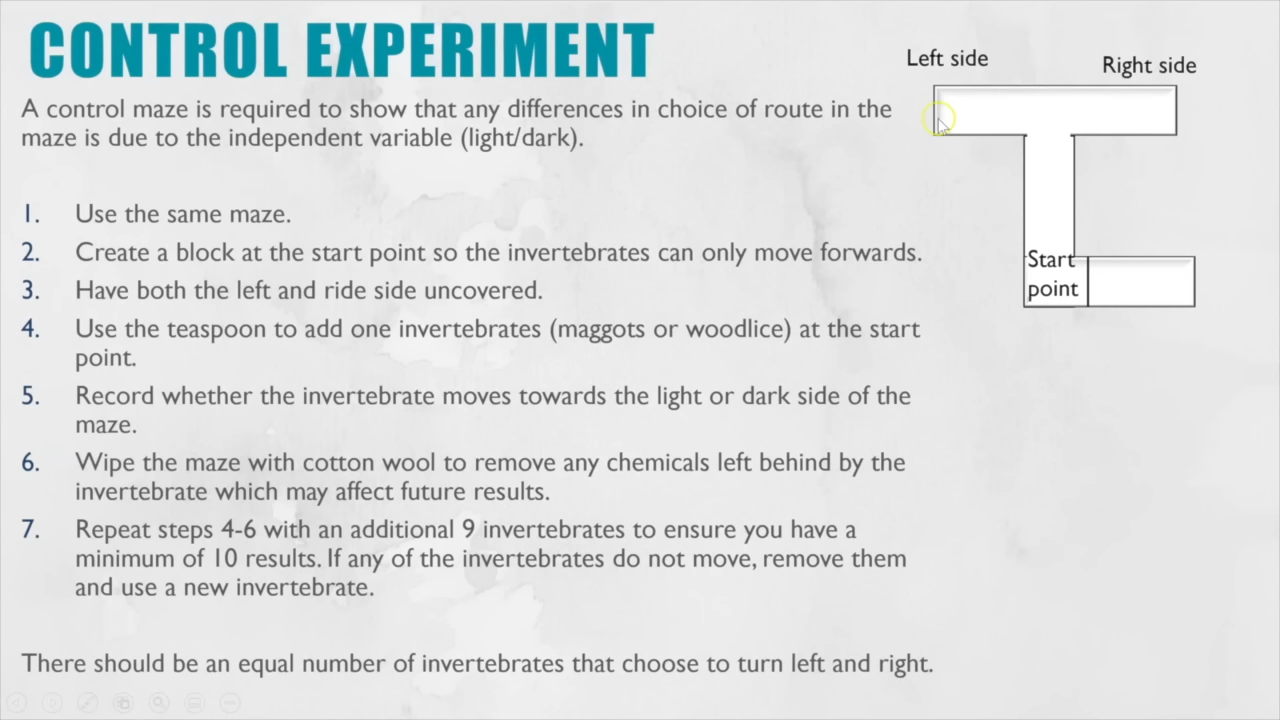 CONTROL EXPERIMENT
A control maze is required to show that any differences in choice of route in the
maze is due to the independent variable (light/dark).
1. Use the same maze.
2. Create a block at the start point so the invertebrates can only move forwards.
3. Have both the left and ride side uncovered.
4. Use the teaspoon to add one invertebrates (maggots or woodlice) at the start
point.
5. Record whether the invertebrate moves towards the light or dark side of the
maze.
6. Wipe the maze with cotton wool to remove any chemicals left behind by the
invertebrate which may affect future results.
7. Repeat steps 4-6 with an additional 9 invertebrates to ensure you have a
minimum of 10 results. If any of the invertebrates do not move, remove them
and use a new invertebrate.
There should be an equal number of invertebrates that choose to turn left and right.
Left side
Right side
Start
point